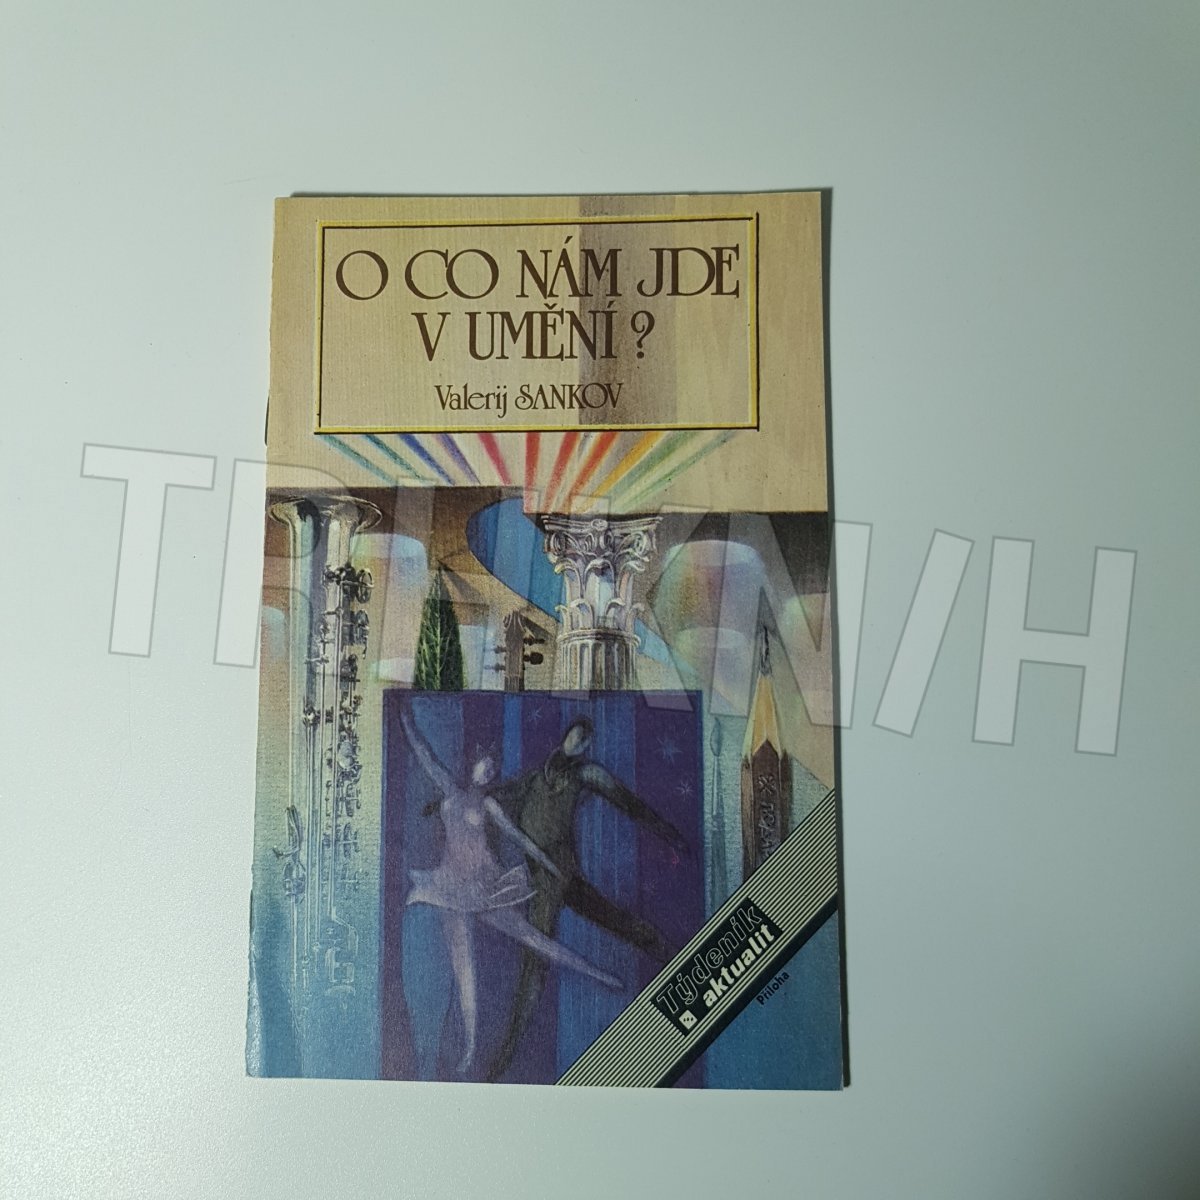 O CO NÁM JDE
V UMĚNÍ?
Valerij SANKOV
Týdeník
aktualit
Příloha